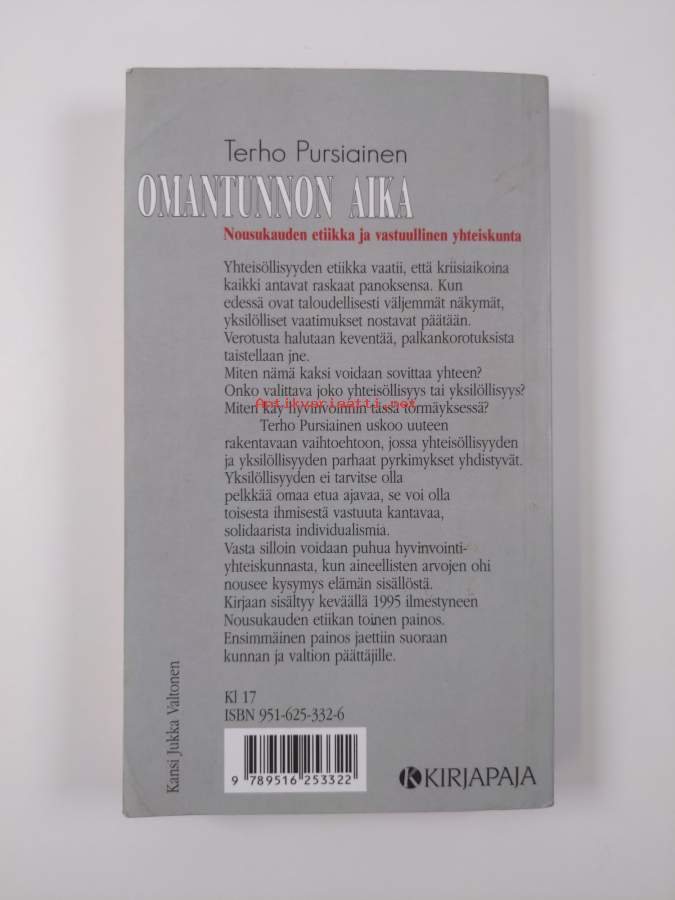 Terho Pursiainen
OMANTUNNON AIKA
Nousukauden etiikka ja vastuullinen yhteiskunta
Yhteisöllisyyden etiikka vaatii, että kriisiaikoina
kaikki antavat raskaat panoksensa. Kun
edessä ovat taloudellisesti väljemmät näkymät,
yksilölliset vaatimukset nostavat päätään.
Verotusta halutaan keventää, palkankorotuksista
taistellaan jne.
Miten nämä kaksi voidaan sovittaa yhteen?
Onko valittava joko yhteisöllisyys tai yksilöllisyys?
Antikvariaatti.net
Miten käy hyvinvoinnin tässä törmäyksessä?
Terho Pursiainen uskoo uuteen
rakentavaan vaihtoehtoon, jossa yhteisöllisyyden
ja yksilöllisyyden parhaat pyrkimykset yhdistyvät.
Yksilöllisyyden ei tarvitse olla
pelkkää omaa etua ajavaa, se voi olla
toisesta ihmisestä vastuuta kantavaa,
solidaarista individualismia.
Vasta silloin voidaan puhua hyvinvointi-
yhteiskunnasta, kun aineellisten arvojen ohi
nousee kysymys elämän sisällöstä.
Kirjaan sisältyy keväällä 1995 ilmestyneen
Nousukauden etiikan toinen painos.
Ensimmäinen painos jaettiin suoraan
kunnan ja valtion päättäjille.
Kansi Jukka Valtonen
Kl 17
ISBN 951-625-332-6
9 789516 253322
KIRJAPAJA